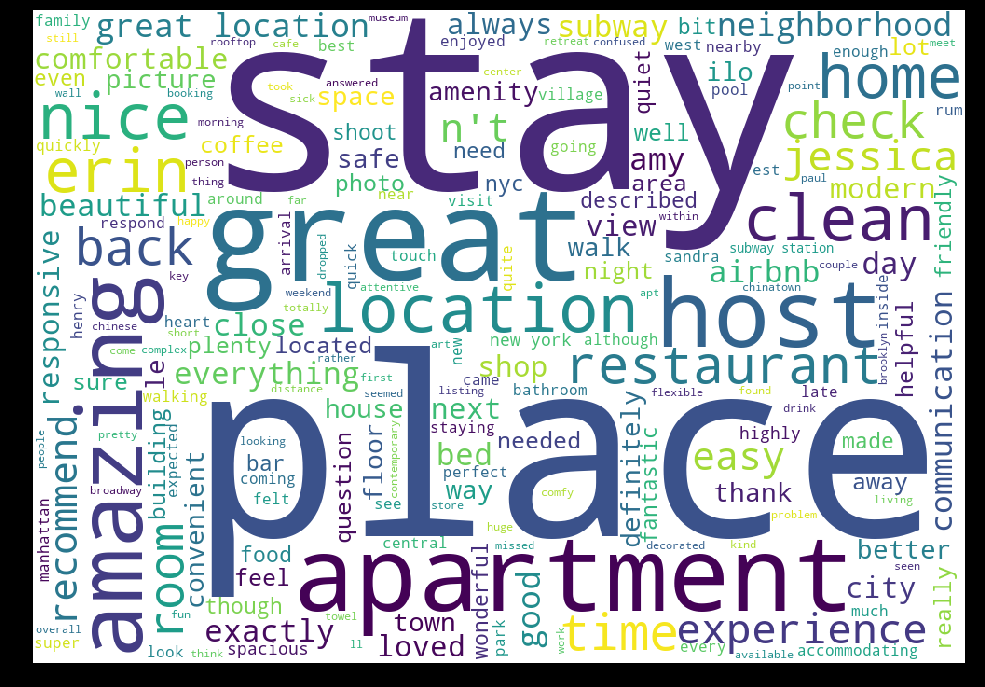 family
great location
museum
always
subway
bit
neighborhood
still
rooftop
cafe
best
enjoyed
retreat
confused
west
nearby
enough
lot
meet
comfortable
stay
even
picture
took
answered
center
quiet
ilo
home
wall
booking
sick
space
amenity
village
pool
point
rum
nice
morning
shoot
n't
well
check
quickly
coffee
safe
need
going
amy
jessica
erin
person
thing
photo
near
nyc
area
est
paul
modern
beautiful
around
far
visit
described
within
clean
happy
respond
arrival
dropped
great
view
back
quick
touch
walk
sandra
subway station
friendly
key
weekend
attentive
quite
night
airbnb
couple
day
responsive
amazing
totally
location
apt
host
chinatown
inside
henry
chinese
heart
short
close
art
new
new york
although
brooklyn
helpful
communication
come
complex
plenty
located
rather
shop
restaurant
sure
le
everything
first
came
distance
seemed
listing
bathroom
flexible
found
late
walking
house
next
staying
drink
place
recommend
people
pretty
building
expected
looking
bar
coming
felt
question
floor
contemporary
see
bed
perfect
way
store
needed
definitely
fantastic
highly
easy
thank
made
away
living
broadway
comfy
problem
manhattan
room
convenient
huge
food
central
missed
decorated
kind
better
seen
feel
apartment
wonderful
good
city
though
much
really
fun
towel
town
park
overall
exactly
time
experience
super
look
think
spacious
11
loved
work
every
available
accommodating